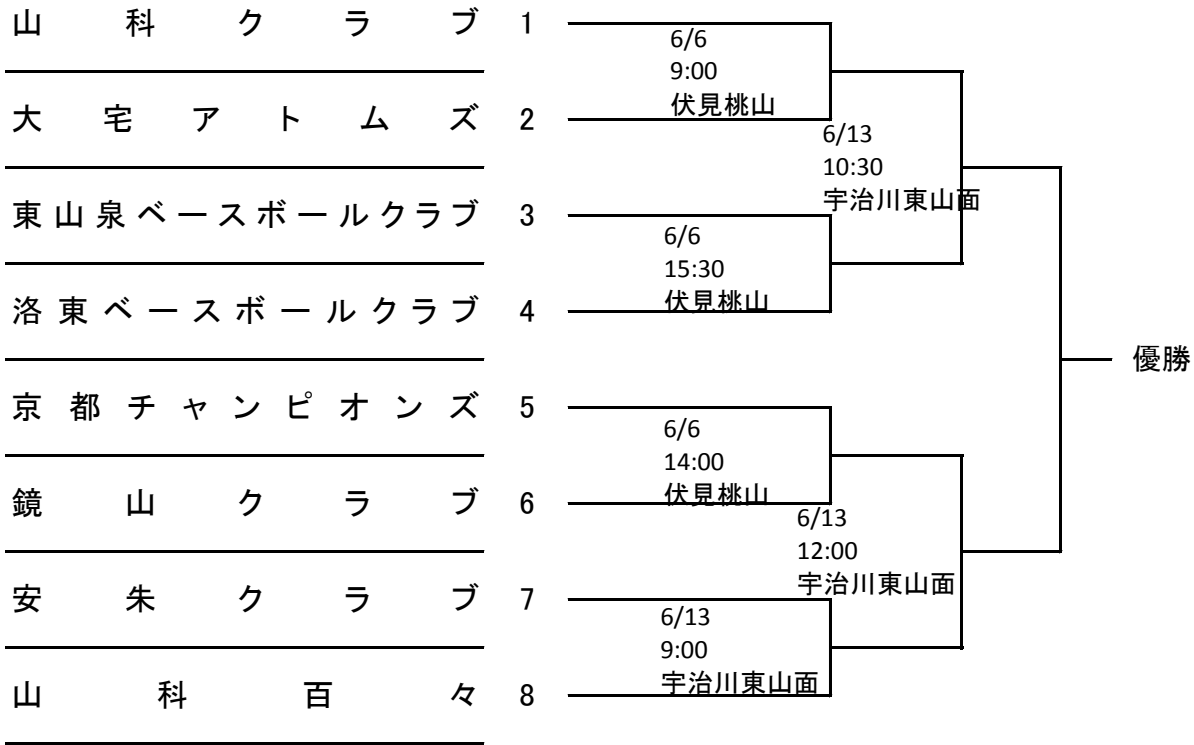 山科クラブ 1
大宅アトムズ 2
東山泉ベースボールクラブ 3
洛東ベースボールクラブ 4
京都チャンピオンズ 5
鏡山クラブ 6
安朱クラブ 7
山科百々 8
6/6
9:00
伏見桃山
6/6
15:30
伏見桃山
6/6
14:00
伏見桃山
6/13
9:00
宇治川東山面
6/13
10:30
宇治川東山面
6/13
12:00
宇治川東山面
優勝